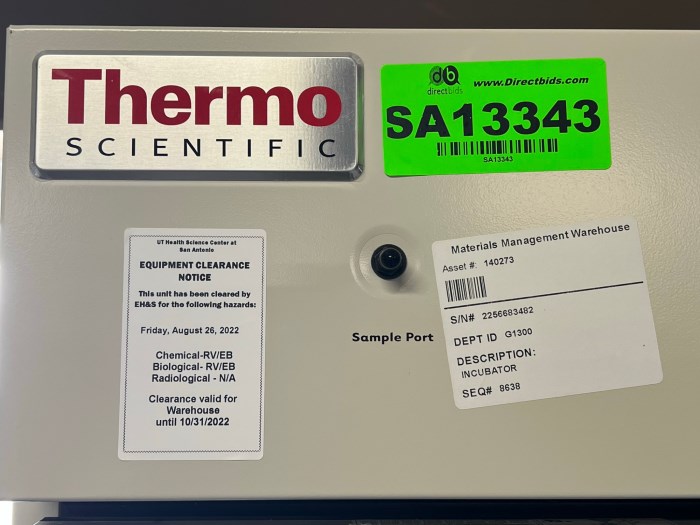 Thermo
SCIENTIFIC
db
directbids
www.Directbids.com
SA13343
SA13343
UT Health Science Center at
San Antonio
EQUIPMENT CLEARANCE
NOTICE
This unit has been cleared by
EH&S for the following hazards:
Friday, August 26, 2022
Chemical-RV/EB
Biological- RV/EB
Radiological - N/A
Clearance valid for
Warehouse
until 10/31/2022
Sample Port
Materials Management Warehouse
Asset #: 140273
S/N# 2256683482
DEPT ID G1300
DESCRIPTION:
INCUBATOR
SEQ# 8638